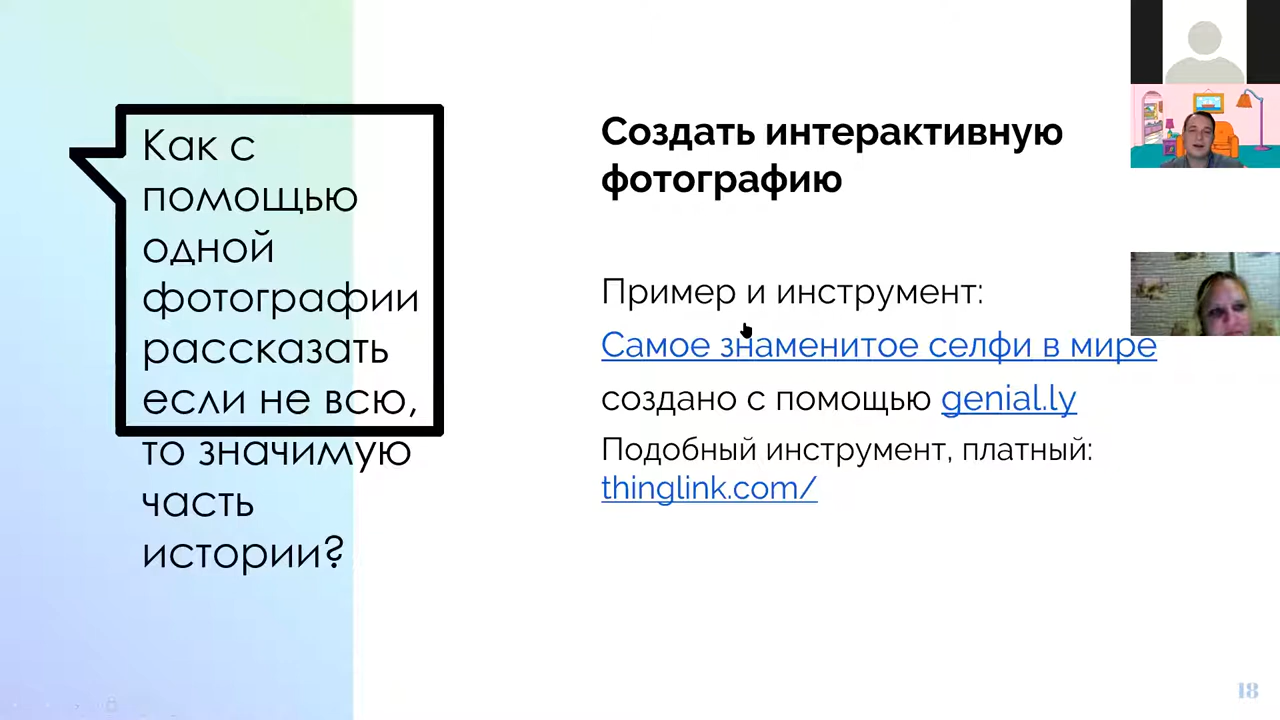 Как с
помощью
одной
фотографии
рассказать
если не всю,
то значимую
часть
истории?
Создать интерактивную
фотографию
Пример и инструмент:
Самое знаменитое селфи в мире
создано с помощью genial.ly
Подобный инструмент, платный:
thinglink.com/
18